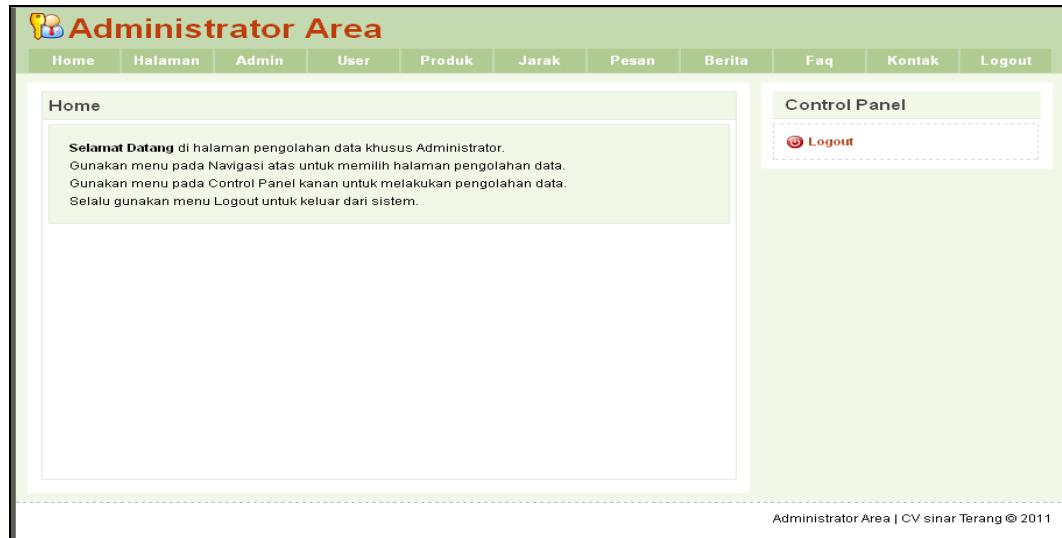 Administrator Area
Home Halaman Admin User Produk Jarak Pesan Berita Faq Kontak Logout
Home
Selamat Datang di halaman pengolahan data khusus Administrator.
Gunakan menu pada Navigasi atas untuk memilih halaman pengolahan data.
Gunakan menu pada Control Panel kanan untuk melakukan pengolahan data.
Selalu gunakan menu Logout untuk keluar dari sistem.
Control Panel
Logout
Administrator Area | CV sinar Terang © 2011